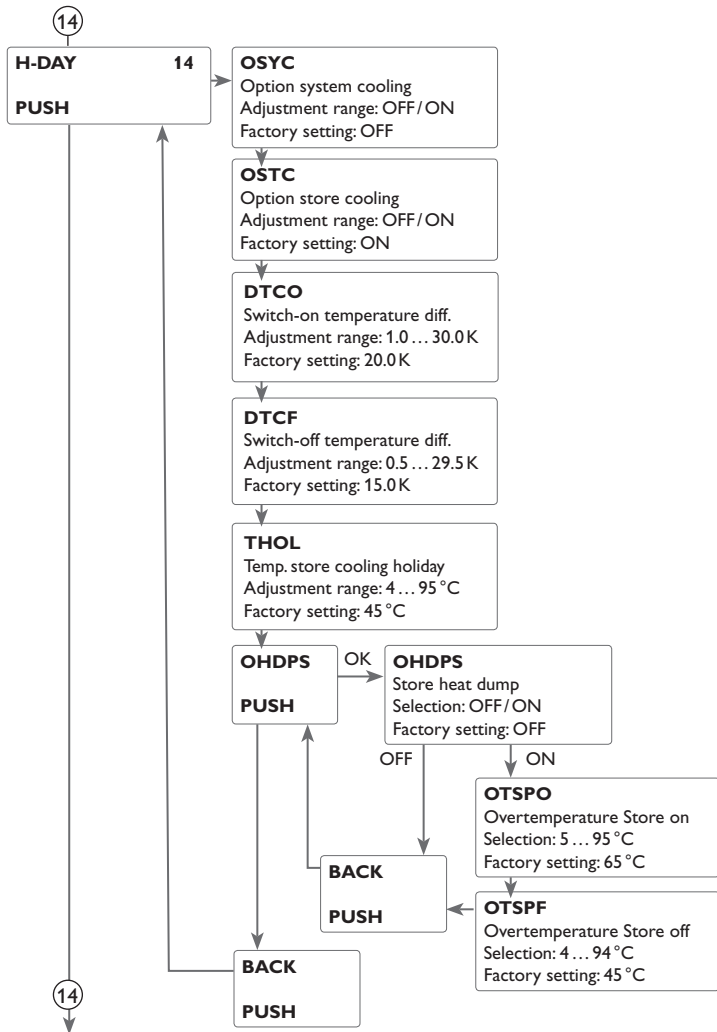 14
H-DAY 14
PUSH
OSYC
Option system cooling
Adjustment range: OFF/ON
Factory setting: OFF
OSTC
Option store cooling
Adjustment range: OFF/ON
Factory setting: ON
DTCO
Switch-on temperature diff.
Adjustment range: 1.0 ... 30.0 K
Factory setting: 20.0 K
DTCF
Switch-off temperature diff.
Adjustment range: 0.5 ... 29.5 K
Factory setting: 15.0 K
THOL
Temp. store cooling holiday
Adjustment range: 4 ... 95 °C
Factory setting: 45 °C
OHDPS
PUSH
OK
OHDPS
Store heat dump
Selection: OFF/ON
Factory setting: OFF
OFF
ON
OTSPO
Overtemperature Store on
Selection: 5 ... 95 °C
Factory setting: 65 °C
BACK
PUSH
OTSPF
Overtemperature Store off
Selection: 4 ... 94 °C
Factory setting: 45 °C
BACK
PUSH
14